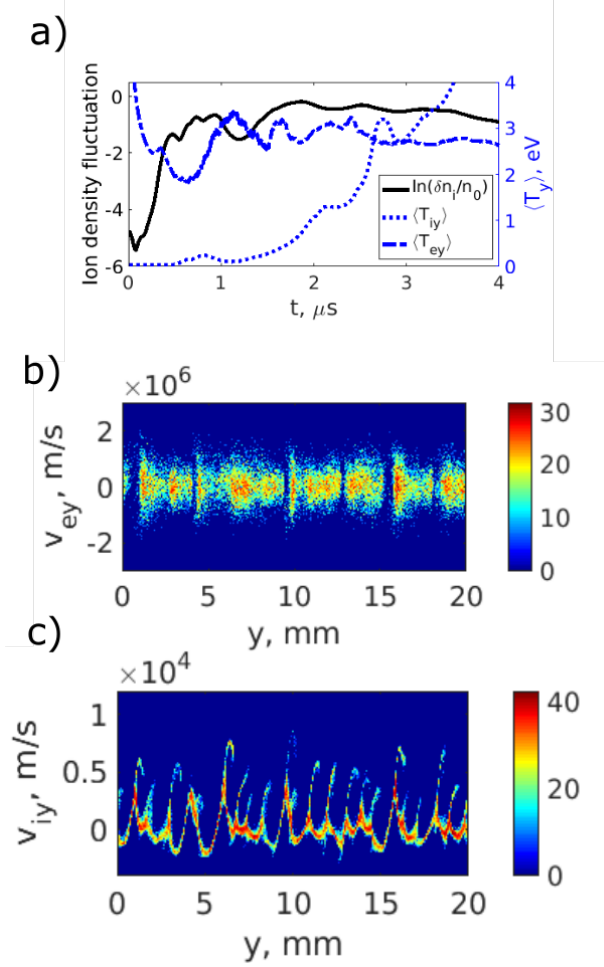 a)
Ion density fluctuation
0
-2
-4
-6
4
3
2
1
0
⟨T_y⟩, eV
ln(δn_i/n_0)
⟨T_iy⟩
⟨T_ey⟩
0 1 2 3 4
t, μs
b)
×10^6
v_ey, m/s
2
0
-2
30
20
10
0
0 5 10 15 20
y, mm
c)
×10^4
v_iy, m/s
1
0.5
0
40
20
0
0 5 10 15 20
y, mm